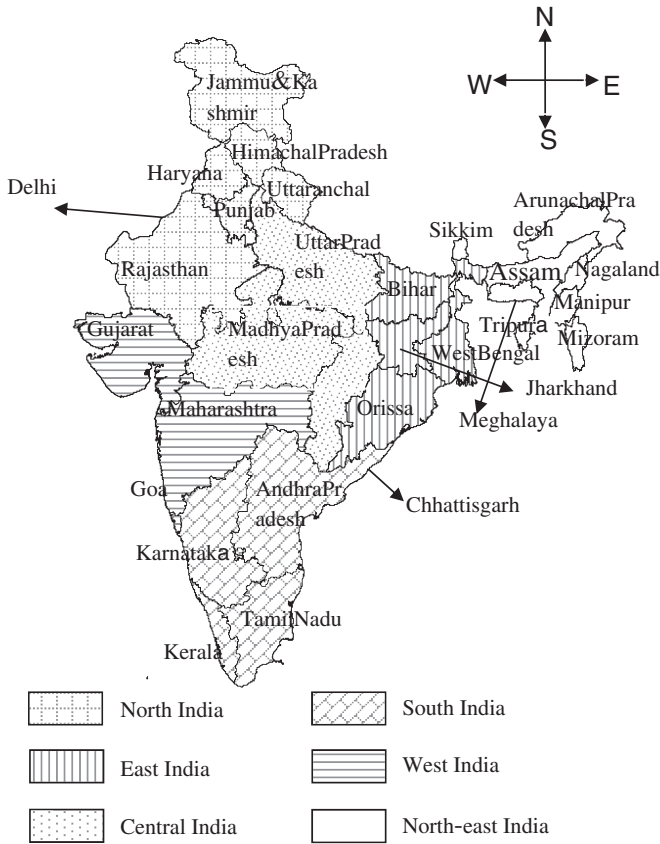 N
W E
S
Jammu&Ka
shmir
HimachalPradesh
Haryana
Delhi
Uttaranchal
Punjab
ArunachalPra
desh
Sikkim
UttarPrad
esh
Rajasthan
Assam
Nagaland
Bihar
Manipur
Gujarat
MadhyaPrad
esh
Tripura
Mizoram
WestBengal
Jharkhand
Maharashtra
Orissa
Meghalaya
Goa
AndhraPr
adesh
Chhattisgarh
Karnataka
TamilNadu
Kerala
North India
South India
East India
West India
Central India
North-east India